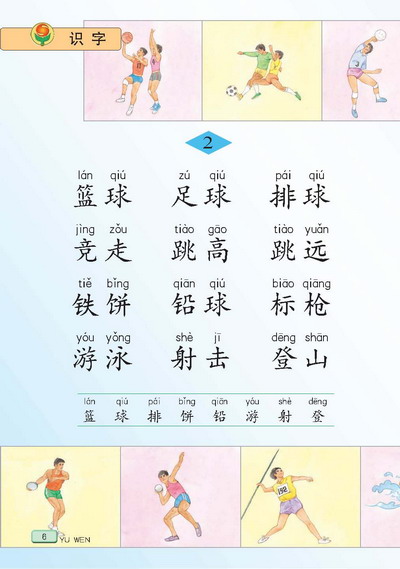 识字
2
lán qiú zú qiú pái qiú
篮球 足球 排球
jìng zǒu tiào gāo tiào yuǎn
竞走 跳高 跳远
tiě bǐng qiān qiú biāo qiāng
铁饼 铅球 标枪
yóu yǒng shè jī dēng shān
游泳 射击 登山
lán qiú pái bǐng qiān yóu shè dēng
篮 球 排 饼 铅 游 射 登
192
6 YU WEN